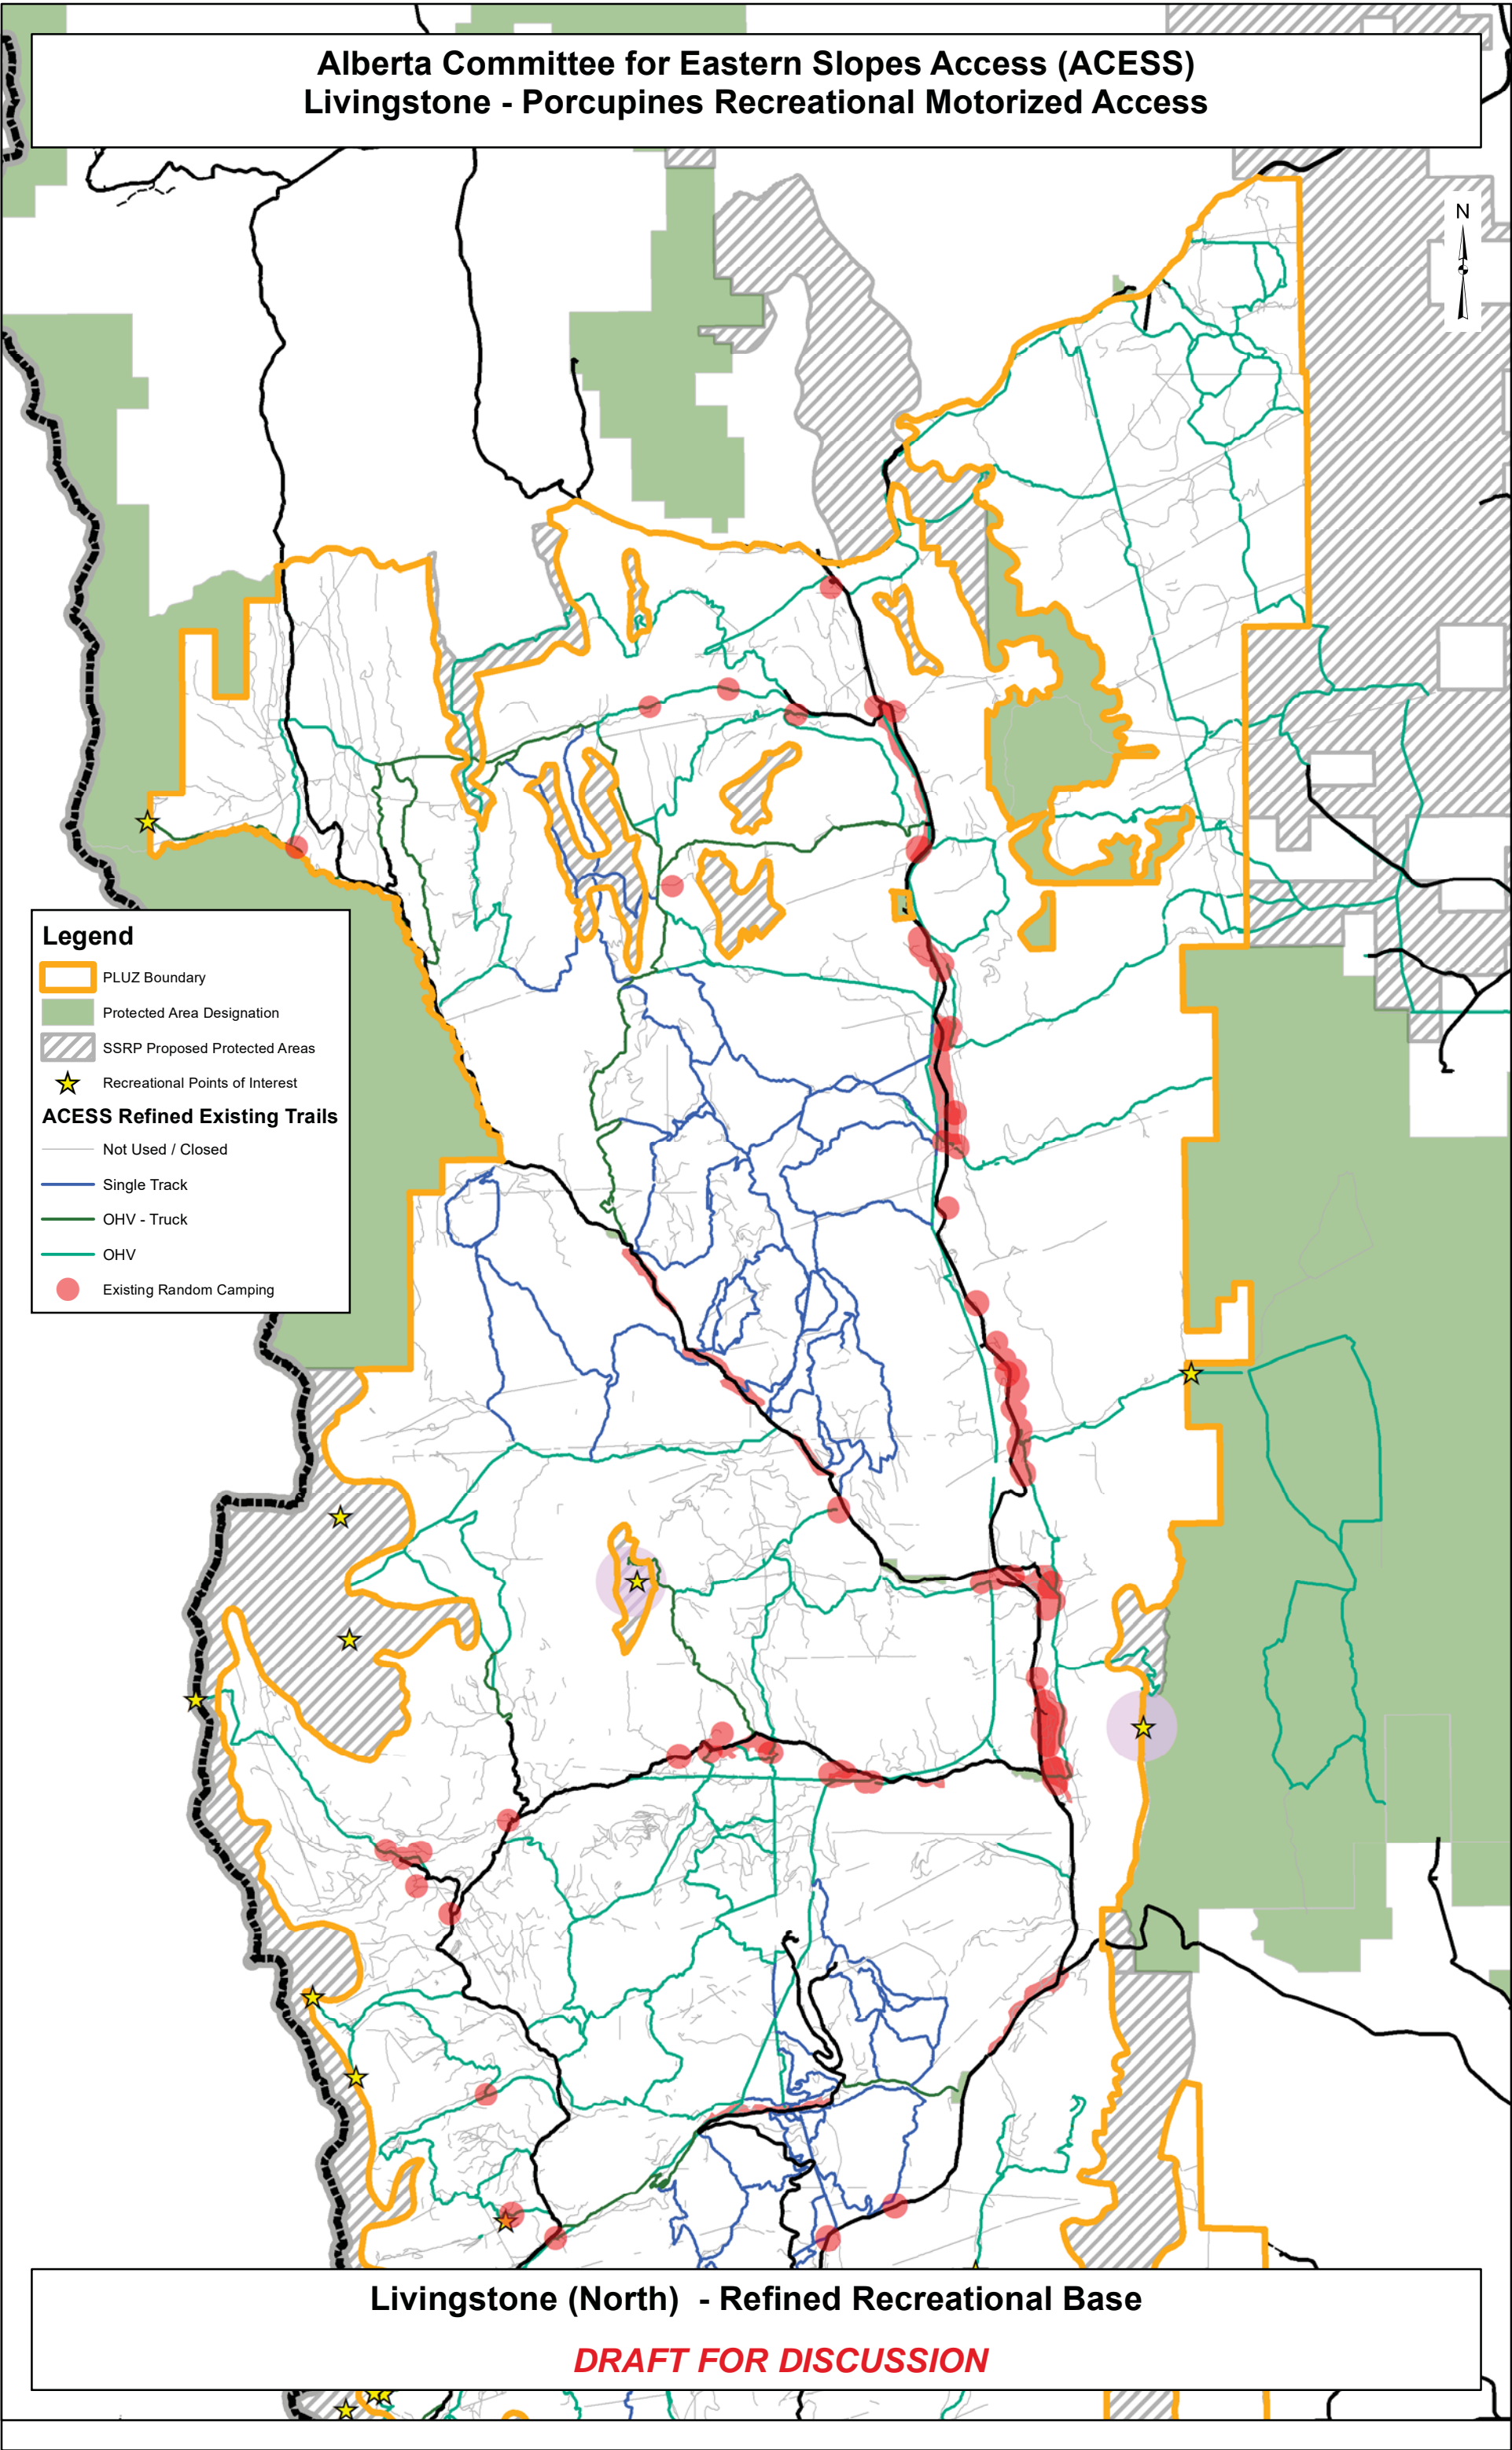 Alberta Committee for Eastern Slopes Access (ACESS)
Livingstone - Porcupines Recreational Motorized Access
N
Legend
PLUZ Boundary
Protected Area Designation
SSRP Proposed Protected Areas
Recreational Points of Interest
ACESS Refined Existing Trails
Not Used / Closed
Single Track
OHV - Truck
OHV
Existing Random Camping
Livingstone (North) - Refined Recreational Base
DRAFT FOR DISCUSSION